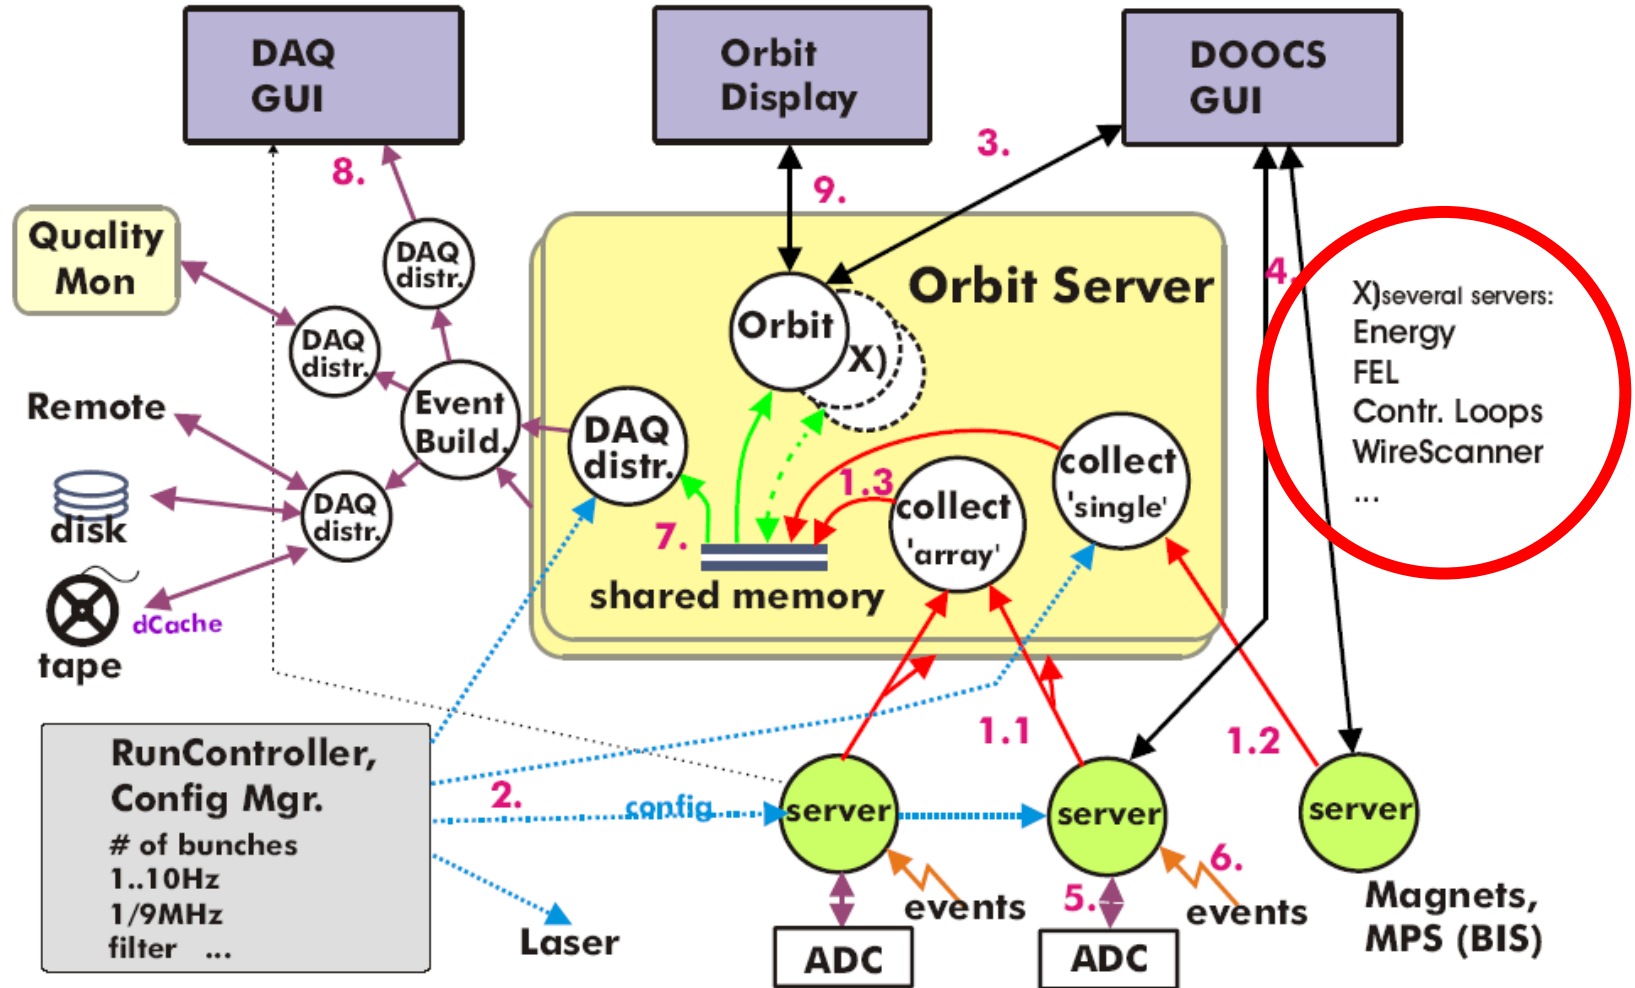 DAQ
GUI
Orbit
Display
DOOCS
GUI
8.
9.
3.
4.
Quality
Mon
DAQ
distr.
DAQ
distr.
Remote
disk
tape
dCache
DAQ
distr.
Event
Build.
DAQ
distr.
Orbit Server
Orbit
X)
7.
shared memory
1.3
collect
'array'
collect
'single'
X)several servers:
Energy
FEL
Contr. Loops
WireScanner
...
RunController,
Config Mgr.
# of bunches
1..10Hz
1/9MHz
filter ...
2.
config
Laser
1.1
1.2
server
server
server
events
5.
6.
events
ADC
ADC
Magnets,
MPS (BIS)